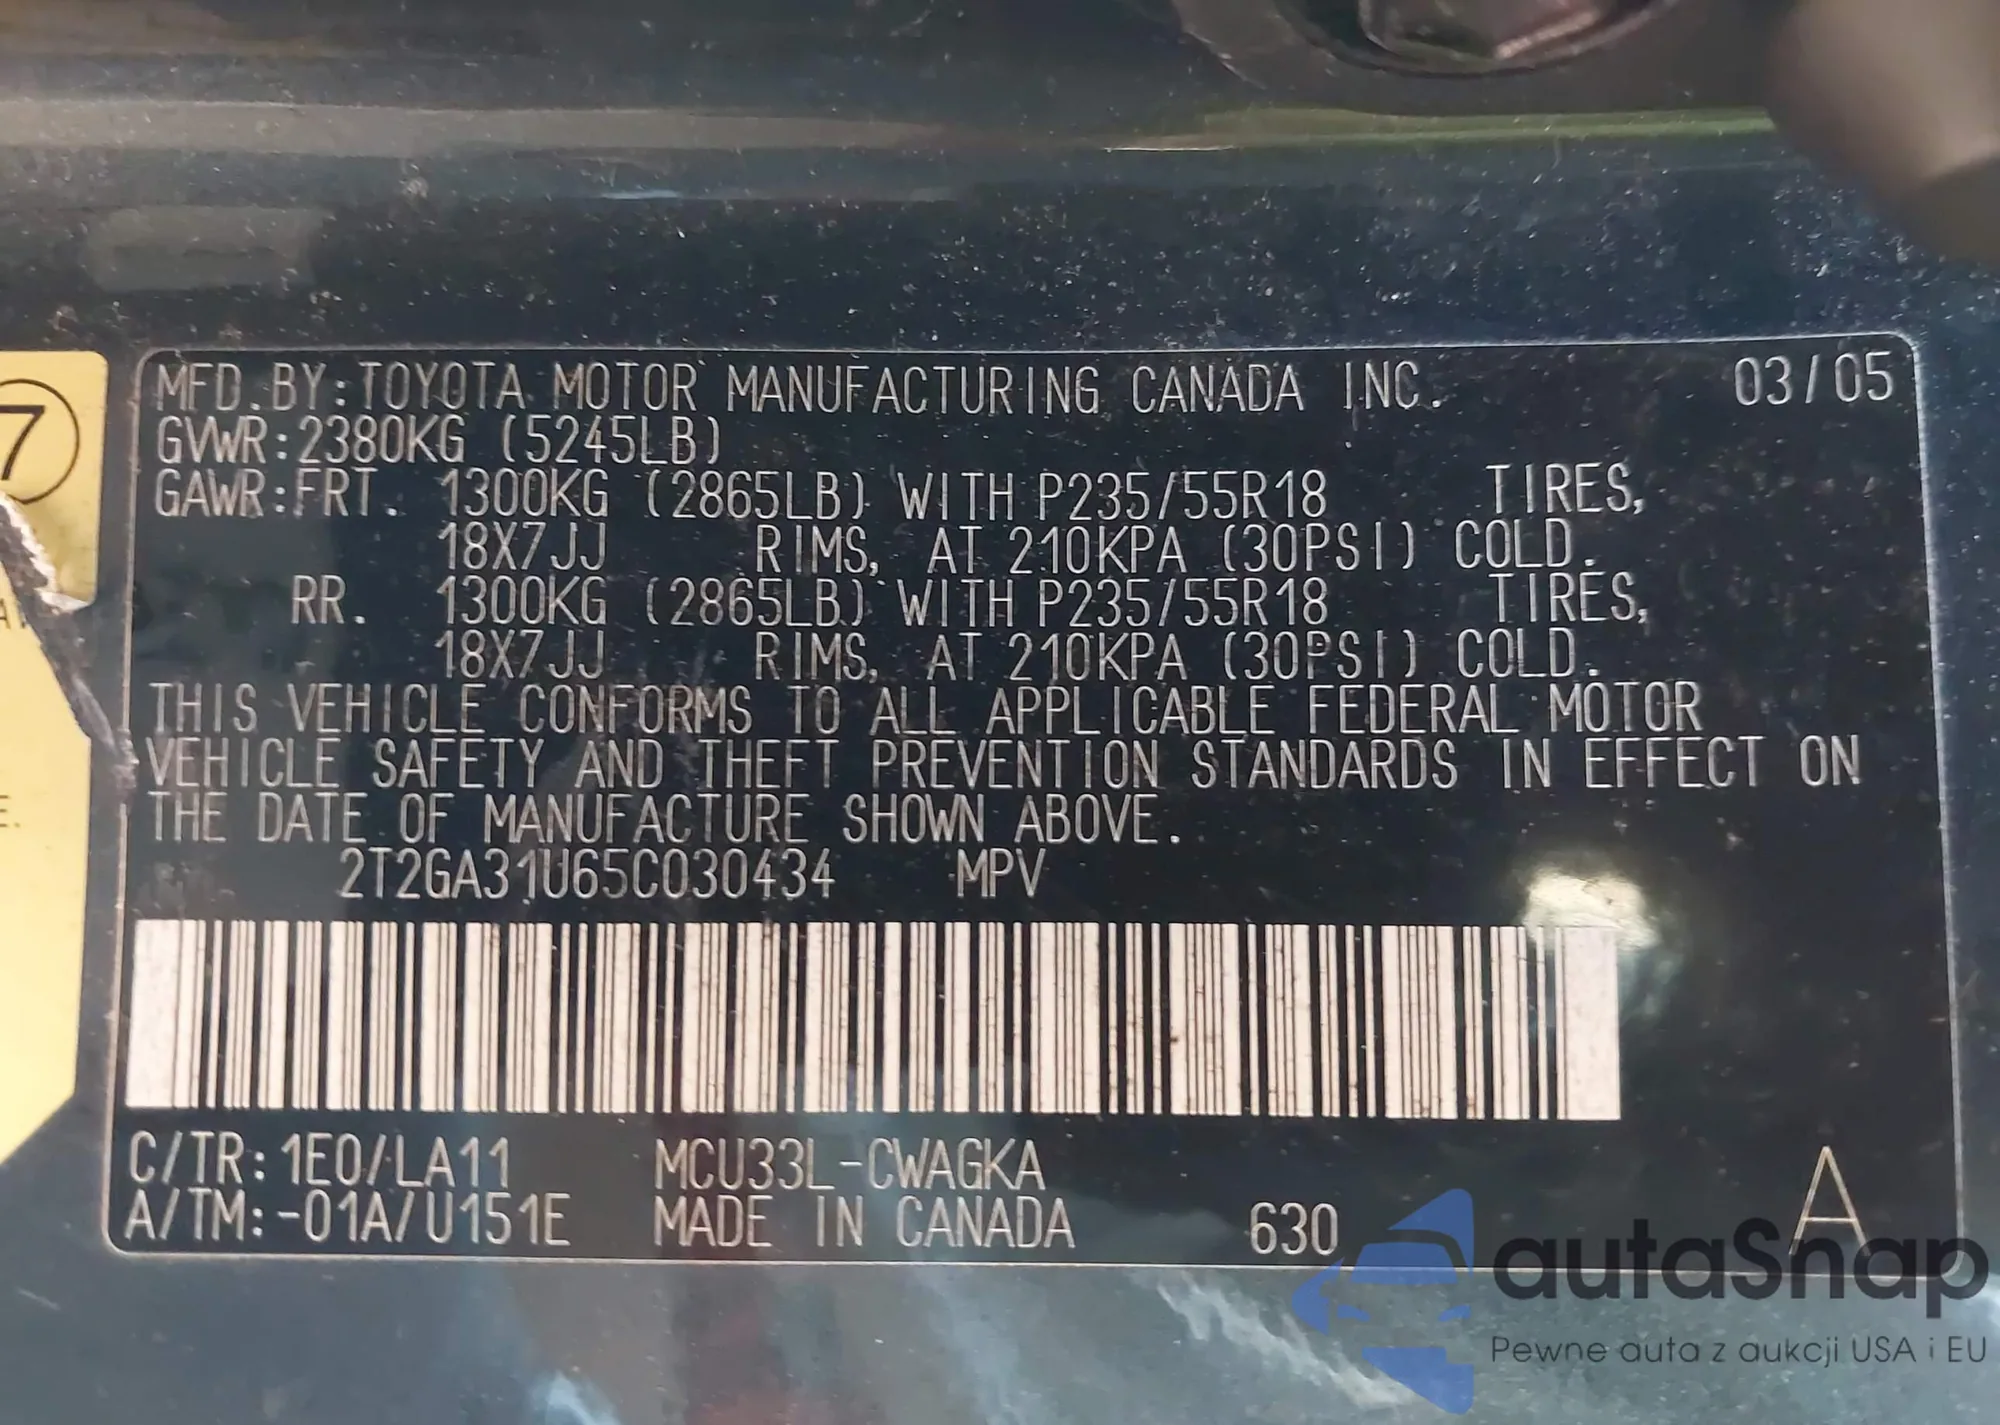 MFD. BY: TOYOTA MOTOR MANUFACTURING CANADA INC. 03/05
GVWR: 2380KG (5245LB)
GAWR: FRT. 1300KG (2865LB) WITH P235/55R18 TIRES,
18X7JJ RIMS, AT 210KPA (30PSI) COLD.
RR. 1300KG (2865LB) WITH P235/55R18 TIRES,
18X7JJ RIMS, AT 210KPA (30PSI) COLD.
THIS VEHICLE CONFORMS TO ALL APPLICABLE FEDERAL MOTOR
VEHICLE SAFETY AND THEFT PREVENTION STANDARDS IN EFFECT ON
THE DATE OF MANUFACTURE SHOWN ABOVE.
2T2GA31U65C030434 MPV
C/TR: 1E0/LA11 MCU33L-CWAGKA
A/TM: -01A/U151E MADE IN CANADA 630 A
7
E.
autaSnap
Pewne auta z aukcji USA i EU